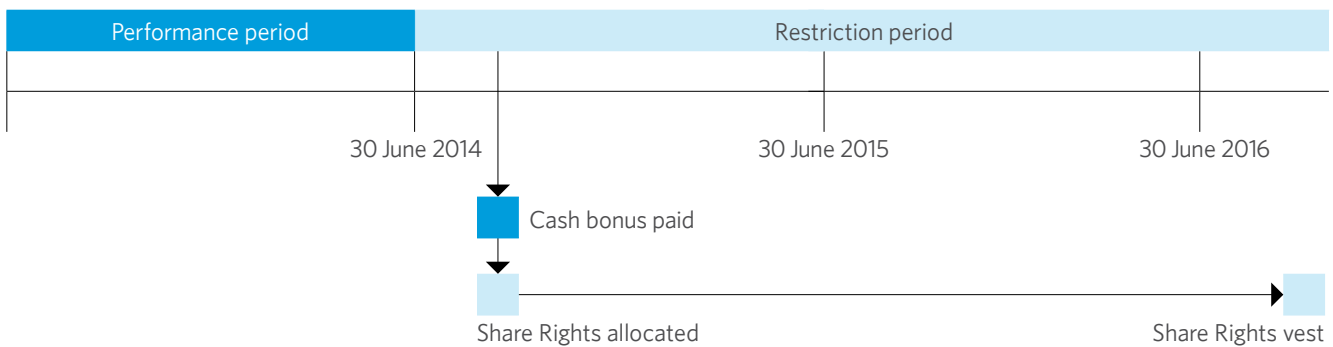 Performance period
Restriction period
30 June 2014
30 June 2015
30 June 2016
Cash bonus paid
Share Rights allocated
Share Rights vest